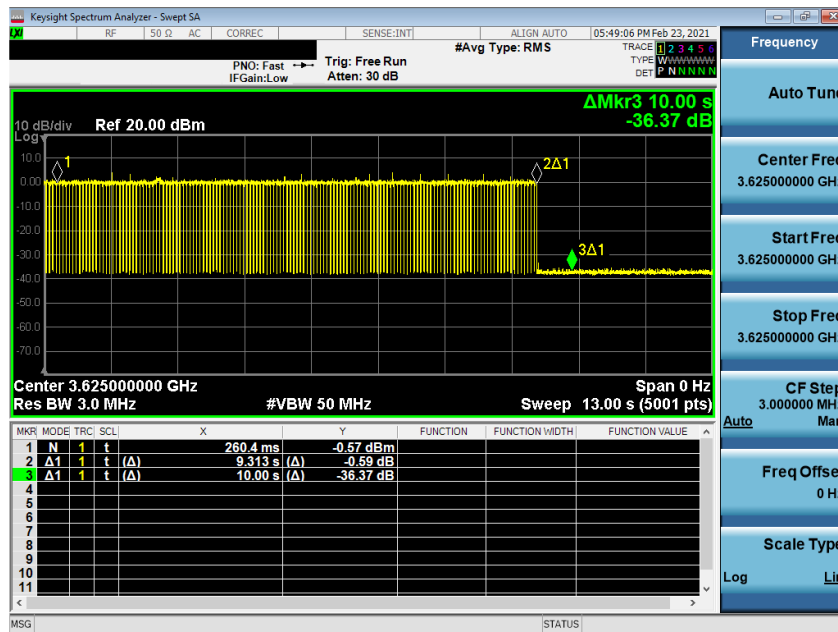 Keysight Spectrum Analyzer - Swept SA
LXI RF 50 Ω AC CORREC SENSE:INT ALIGN AUTO 05:49:06 PM Feb 23, 2021
PNO: Fast
IFGain:Low
Trig: Free Run
Atten: 30 dB
#Avg Type: RMS
TRACE 1 2 3 4 5 6
TYPE WWWWWW
DET P N N N N N
ΔMkr3 10.00 s
-36.37 dB
10 dB/div Ref 20.00 dBm
Log
10.0
0.00
-10.0
-20.0
-30.0
-40.0
-50.0
-60.0
-70.0
1
2Δ1
3Δ1
Center 3.625000000 GHz Span 0 Hz
Res BW 3.0 MHz #VBW 50 MHz Sweep 13.00 s (5001 pts)
MKR MODE TRC SCL X Y FUNCTION FUNCTION WIDTH FUNCTION VALUE
1 N 1 t 260.4 ms -0.57 dBm
2 Δ1 1 t (Δ) 9.313 s (Δ) -0.59 dB
3 Δ1 1 t (Δ) 10.00 s (Δ) -36.37 dB
4
5
6
7
8
9
10
11
MSG STATUS
Frequency
Auto Tune
Center Freq
3.625000000 GHz
Start Freq
3.625000000 GHz
Stop Freq
3.625000000 GHz
CF Step
3.000000 MHz
Auto Man
Freq Offset
0 Hz
Scale Type
Log Lin